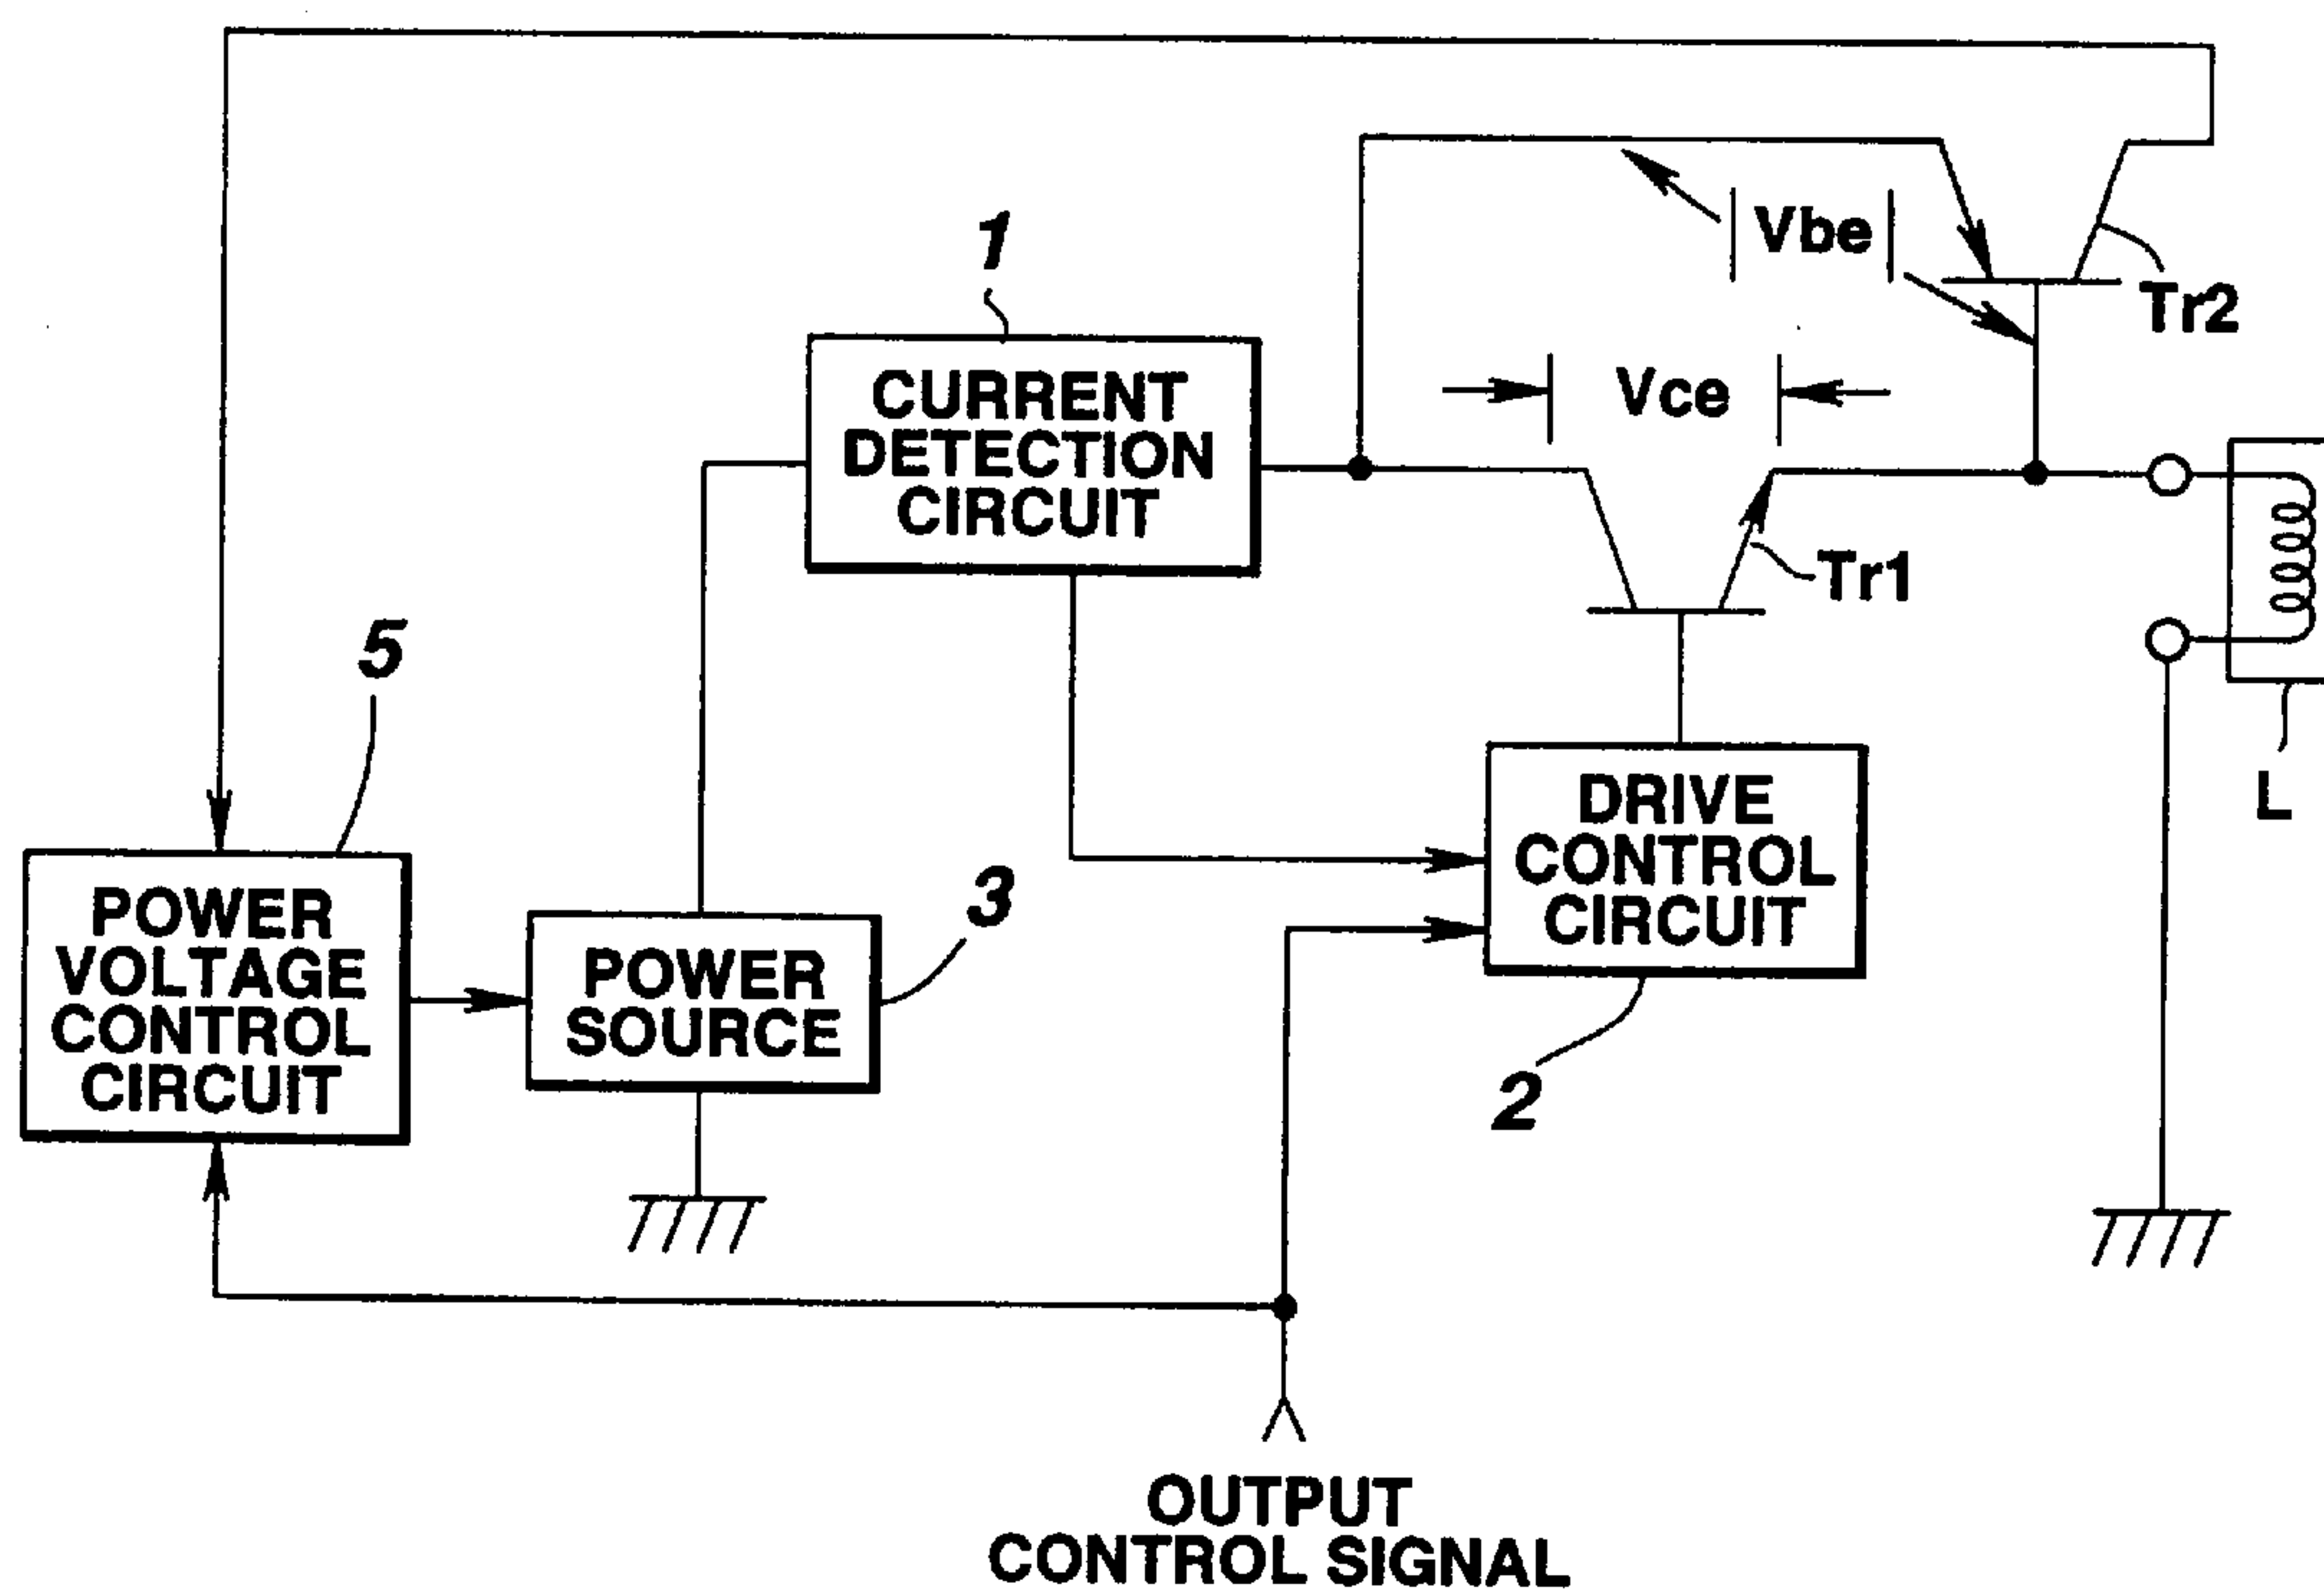 1
|Vbe|
Tr2
CURRENT
DETECTION
CIRCUIT
Vce
Tr1
5
L
DRIVE
CONTROL
CIRCUIT
3
POWER
VOLTAGE
CONTROL
CIRCUIT
POWER
SOURCE
2
OUTPUT
CONTROL SIGNAL